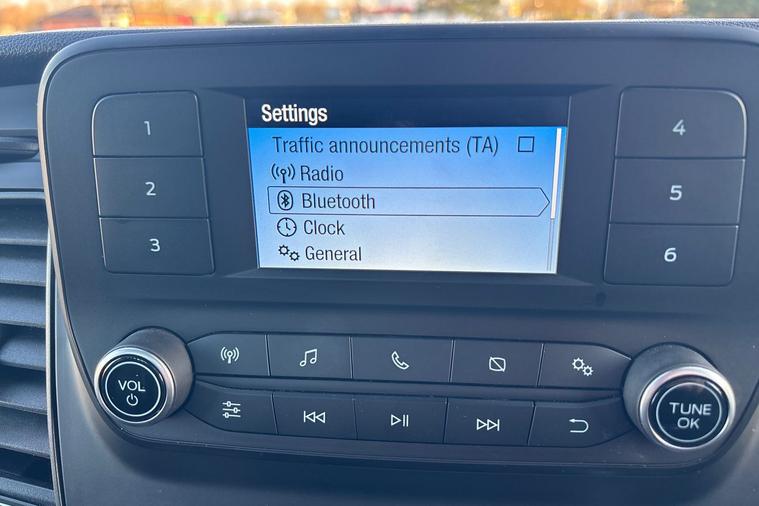 Settings
Traffic announcements (TA)
Radio
Bluetooth
Clock
General
1
2
3
4
5
6
VOL
TUNE
OK